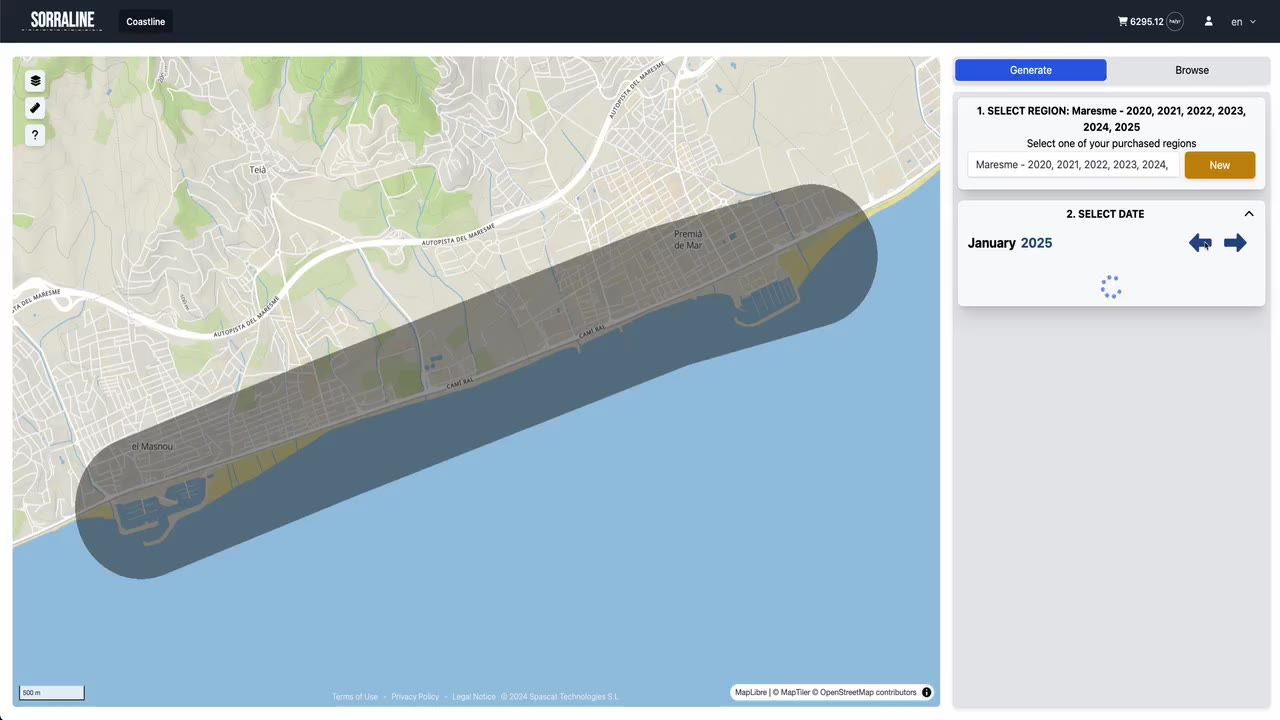 SORRALINE
Coastline
6295.12 ha/yr
en
Generate
Browse
1. SELECT REGION: Maresme - 2020, 2021, 2022, 2023,
2024, 2025
Select one of your purchased regions
Maresme - 2020, 2021, 2022, 2023, 2024,
New
2. SELECT DATE
January 2025
?
AUTOPISTA DEL MARESME
Teià
AUTOPISTA DEL MARESME
Premià
de Mar
TA DEL MARESME
AUTOPISTA DEL MARESME
CAMÍ RAL
CAMÍ RAL
el Masnou
500 m
Terms of Use - Privacy Policy - Legal Notice © 2024 Spascat Technologies S.L.
MapLibre | © MapTiler © OpenStreetMap contributors